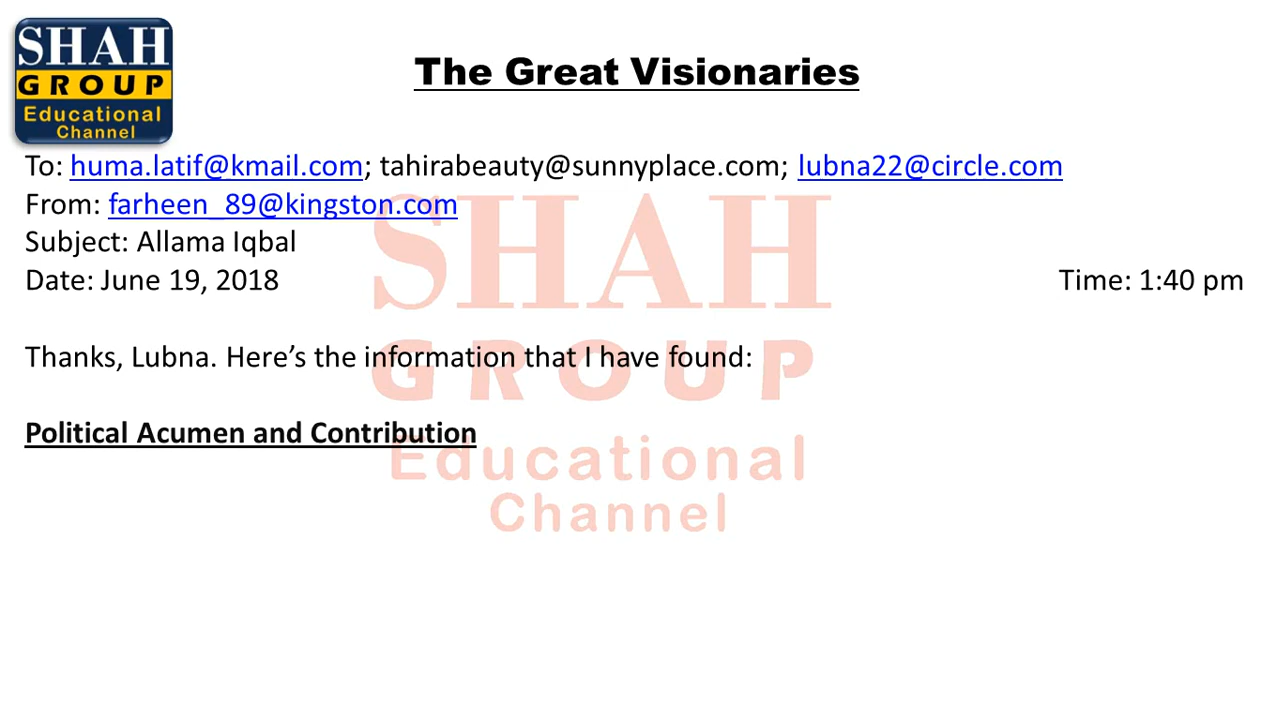 SHAH
GROUP
Educational
Channel
The Great Visionaries
To: huma.latif@kmail.com; tahirabeauty@sunnyplace.com; lubna22@circle.com
From: farheen_89@kingston.com
Subject: Allama Iqbal
Date: June 19, 2018 Time: 1:40 pm
Thanks, Lubna. Here’s the information that I have found:
Political Acumen and Contribution
SHAH
GROUP
Educational
Channel